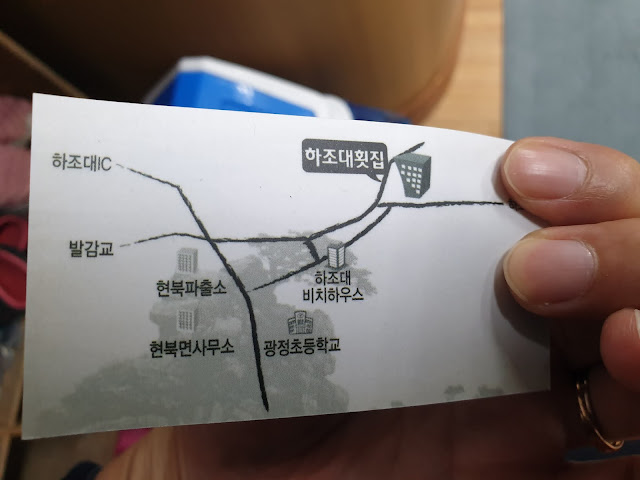 하조대횟집
하조대IC
발감교
현북파출소
하조대
비치하우스
현북면사무소
광정초등학교